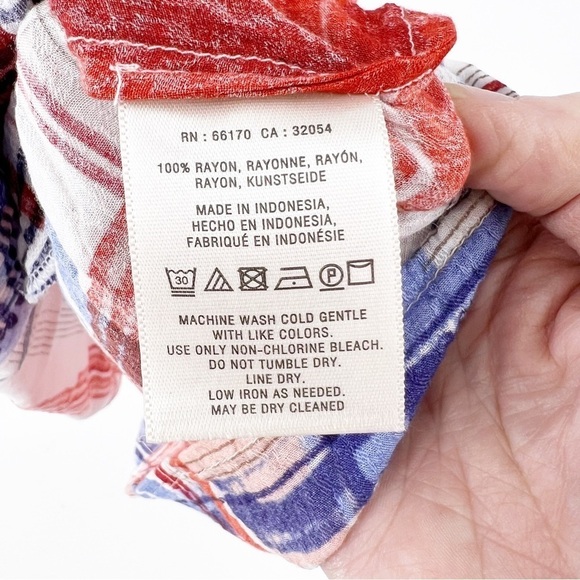 RN : 66170 CA : 32054
100% RAYON, RAYONNE, RAYÓN,
RAYON, KUNSTSEIDE
MADE IN INDONESIA,
HECHO EN INDONESIA,
FABRIQUÉ EN INDONÉSIE
30 P
MACHINE WASH COLD GENTLE
WITH LIKE COLORS.
USE ONLY NON-CHLORINE BLEACH.
DO NOT TUMBLE DRY.
LINE DRY.
LOW IRON AS NEEDED.
MAY BE DRY CLEANED